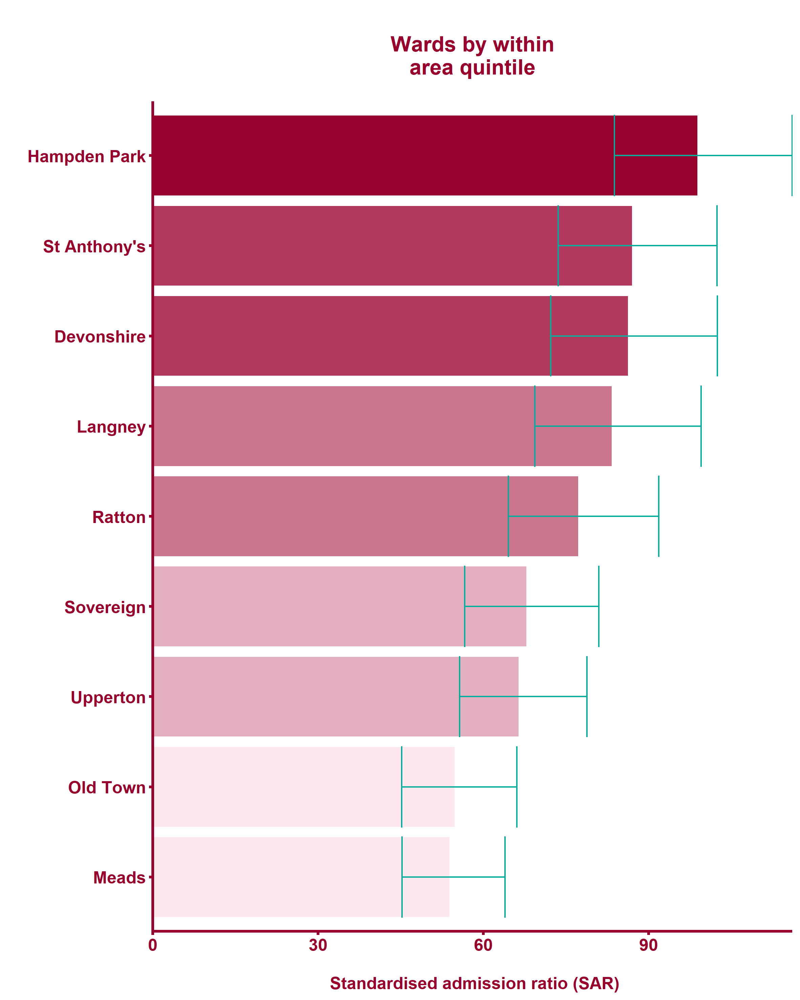 Wards by within
area quintile
Hampden Park
St Anthony's
Devonshire
Langney
Ratton
Sovereign
Upperton
Old Town
Meads
0 30 60 90
Standardised admission ratio (SAR)